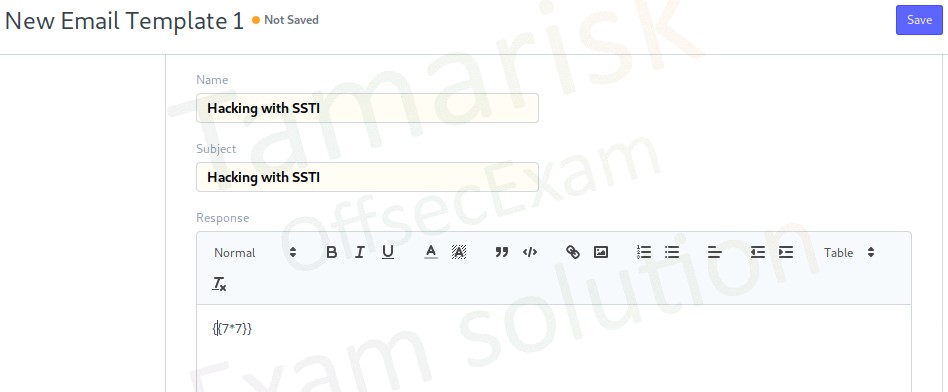 New Email Template 1 Not Saved
Save
Name
Hacking with SSTI
Subject
Hacking with SSTI
Response
Normal
B I U A A
Table
Tx
{{7*7}}
Tamarisk
OffsecExam
Exam solution